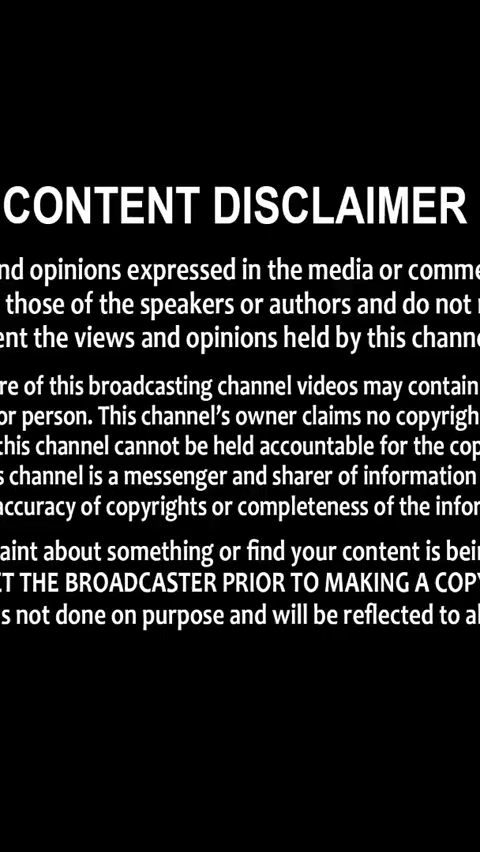 CONTENT DISCLAIMER
nd opinions expressed in the media or comme
those of the speakers or authors and do not
ent the views and opinions held by this chann
re of this broadcasting channel videos may contain
or person. This channel's owner claims no copyrigh
this channel cannot be held accountable for the cop
s channel is a messenger and sharer of information
accuracy of copyrights or completeness of the infor
aint about something or find your content is bei
ET THE BROADCASTER PRIOR TO MAKING A COPY
s not done on purpose and will be reflected to al